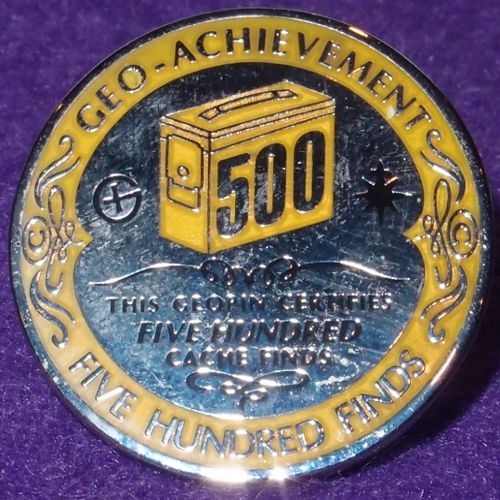 GEO-ACHIEVEMENT
500
THIS GEOPIN CERTIFIES
FIVE HUNDRED
CACHE FINDS
FIVE HUNDRED FINDS